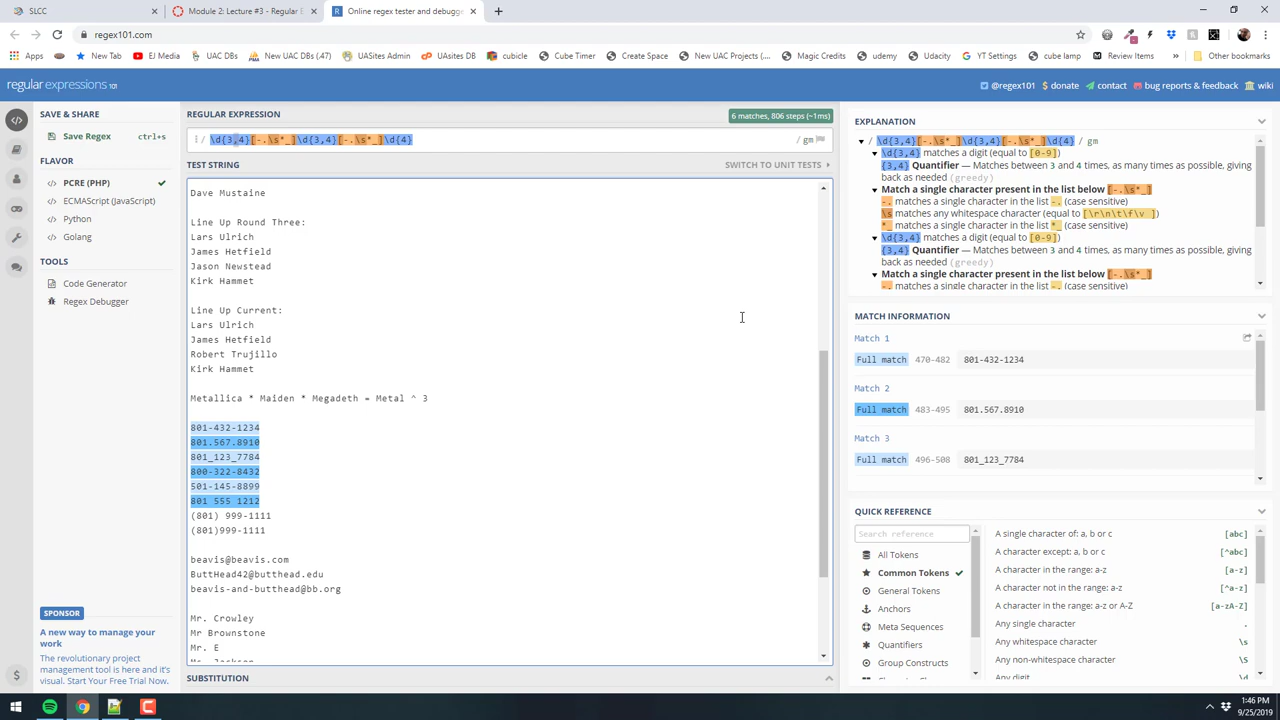 SLCC
Module 2: Lecture #3 - Regular E
Online regex tester and debugge
regex101.com
Apps
Regex101
EJ Media
UAC DBs
New UAC DBs (.47)
UASites Admin
UPsites DB
cubicle
Cube Timer
Create Space
New UAC Projects (...
Magic Credits
udemy
Udacity
YT Settings
cube lamp
Review Items
Other bookmarks
regular expressions 101
@regex101
donate
contact
bug reports & feedback
wiki
SAVE & SHARE
Save Regex ctrl+s
FLAVOR
PCRE (PHP)
ECMAScript (JavaScript)
Python
Golang
TOOLS
Code Generator
Regex Debugger
SPONSOR
A new way to manage your
work
The revolutionary project
management tool is here and it's
visual. Start Your Free Trial Now.
REGULAR EXPRESSION
6 matches, 806 steps (~1ms)
/ \d{3,4}[-.\s*_]\d{3,4}[-.\s*_]\d{4} / gm
TEST STRING
SWITCH TO UNIT TESTS
Dave Mustaine
Line Up Round Three:
Lars Ulrich
James Hetfield
Jason Newstead
Kirk Hammet
Line Up Current:
Lars Ulrich
James Hetfield
Robert Trujillo
Kirk Hammet
Metallica * Maiden * Megadeth = Metal ^ 3
801-432-1234
801.567.8910
801_123_7784
800-322-8432
501-145-8899
801 555 1212
(801) 999-1111
(801)999-1111
beavis@beavis.com
ButtHead42@butthead.edu
beavis-and-butthead@bb.org
Mr. Crowley
Mr Brownstone
Mr. E
Mr. Jackson
SUBSTITUTION
EXPLANATION
/ \d{3,4}[-.\s*_]\d{3,4}[-.\s*_]\d{4} / gm
\d{3,4} matches a digit (equal to [0-9])
{3,4} Quantifier — Matches between 3 and 4 times, as many times as possible, giving
back as needed (greedy)
Match a single character present in the list below [-.\s*_]
-. matches a single character in the list -. (case sensitive)
\s matches any whitespace character (equal to [\r\n\t\f\v ])
*_ matches a single character in the list *_ (case sensitive)
\d{3,4} matches a digit (equal to [0-9])
{3,4} Quantifier — Matches between 3 and 4 times, as many times as possible, giving
back as needed (greedy)
Match a single character present in the list below [-.\s*_]
-. matches a single character in the list -. (case sensitive)
MATCH INFORMATION
Match 1
Full match 470-482 801-432-1234
Match 2
Full match 483-495 801.567.8910
Match 3
Full match 496-508 801_123_7784
QUICK REFERENCE
Search reference
All Tokens
Common Tokens
General Tokens
Anchors
Meta Sequences
Quantifiers
Group Constructs
A single character of: a, b or c [abc]
A character except: a, b or c [^abc]
A character in the range: a-z [a-z]
A character not in the range: a-z [^a-z]
A character in the range: a-z or A-Z [a-zA-Z]
Any single character .
Any whitespace character \s
Any non-whitespace character \S
Any digit \d
1:46 PM
9/25/2019